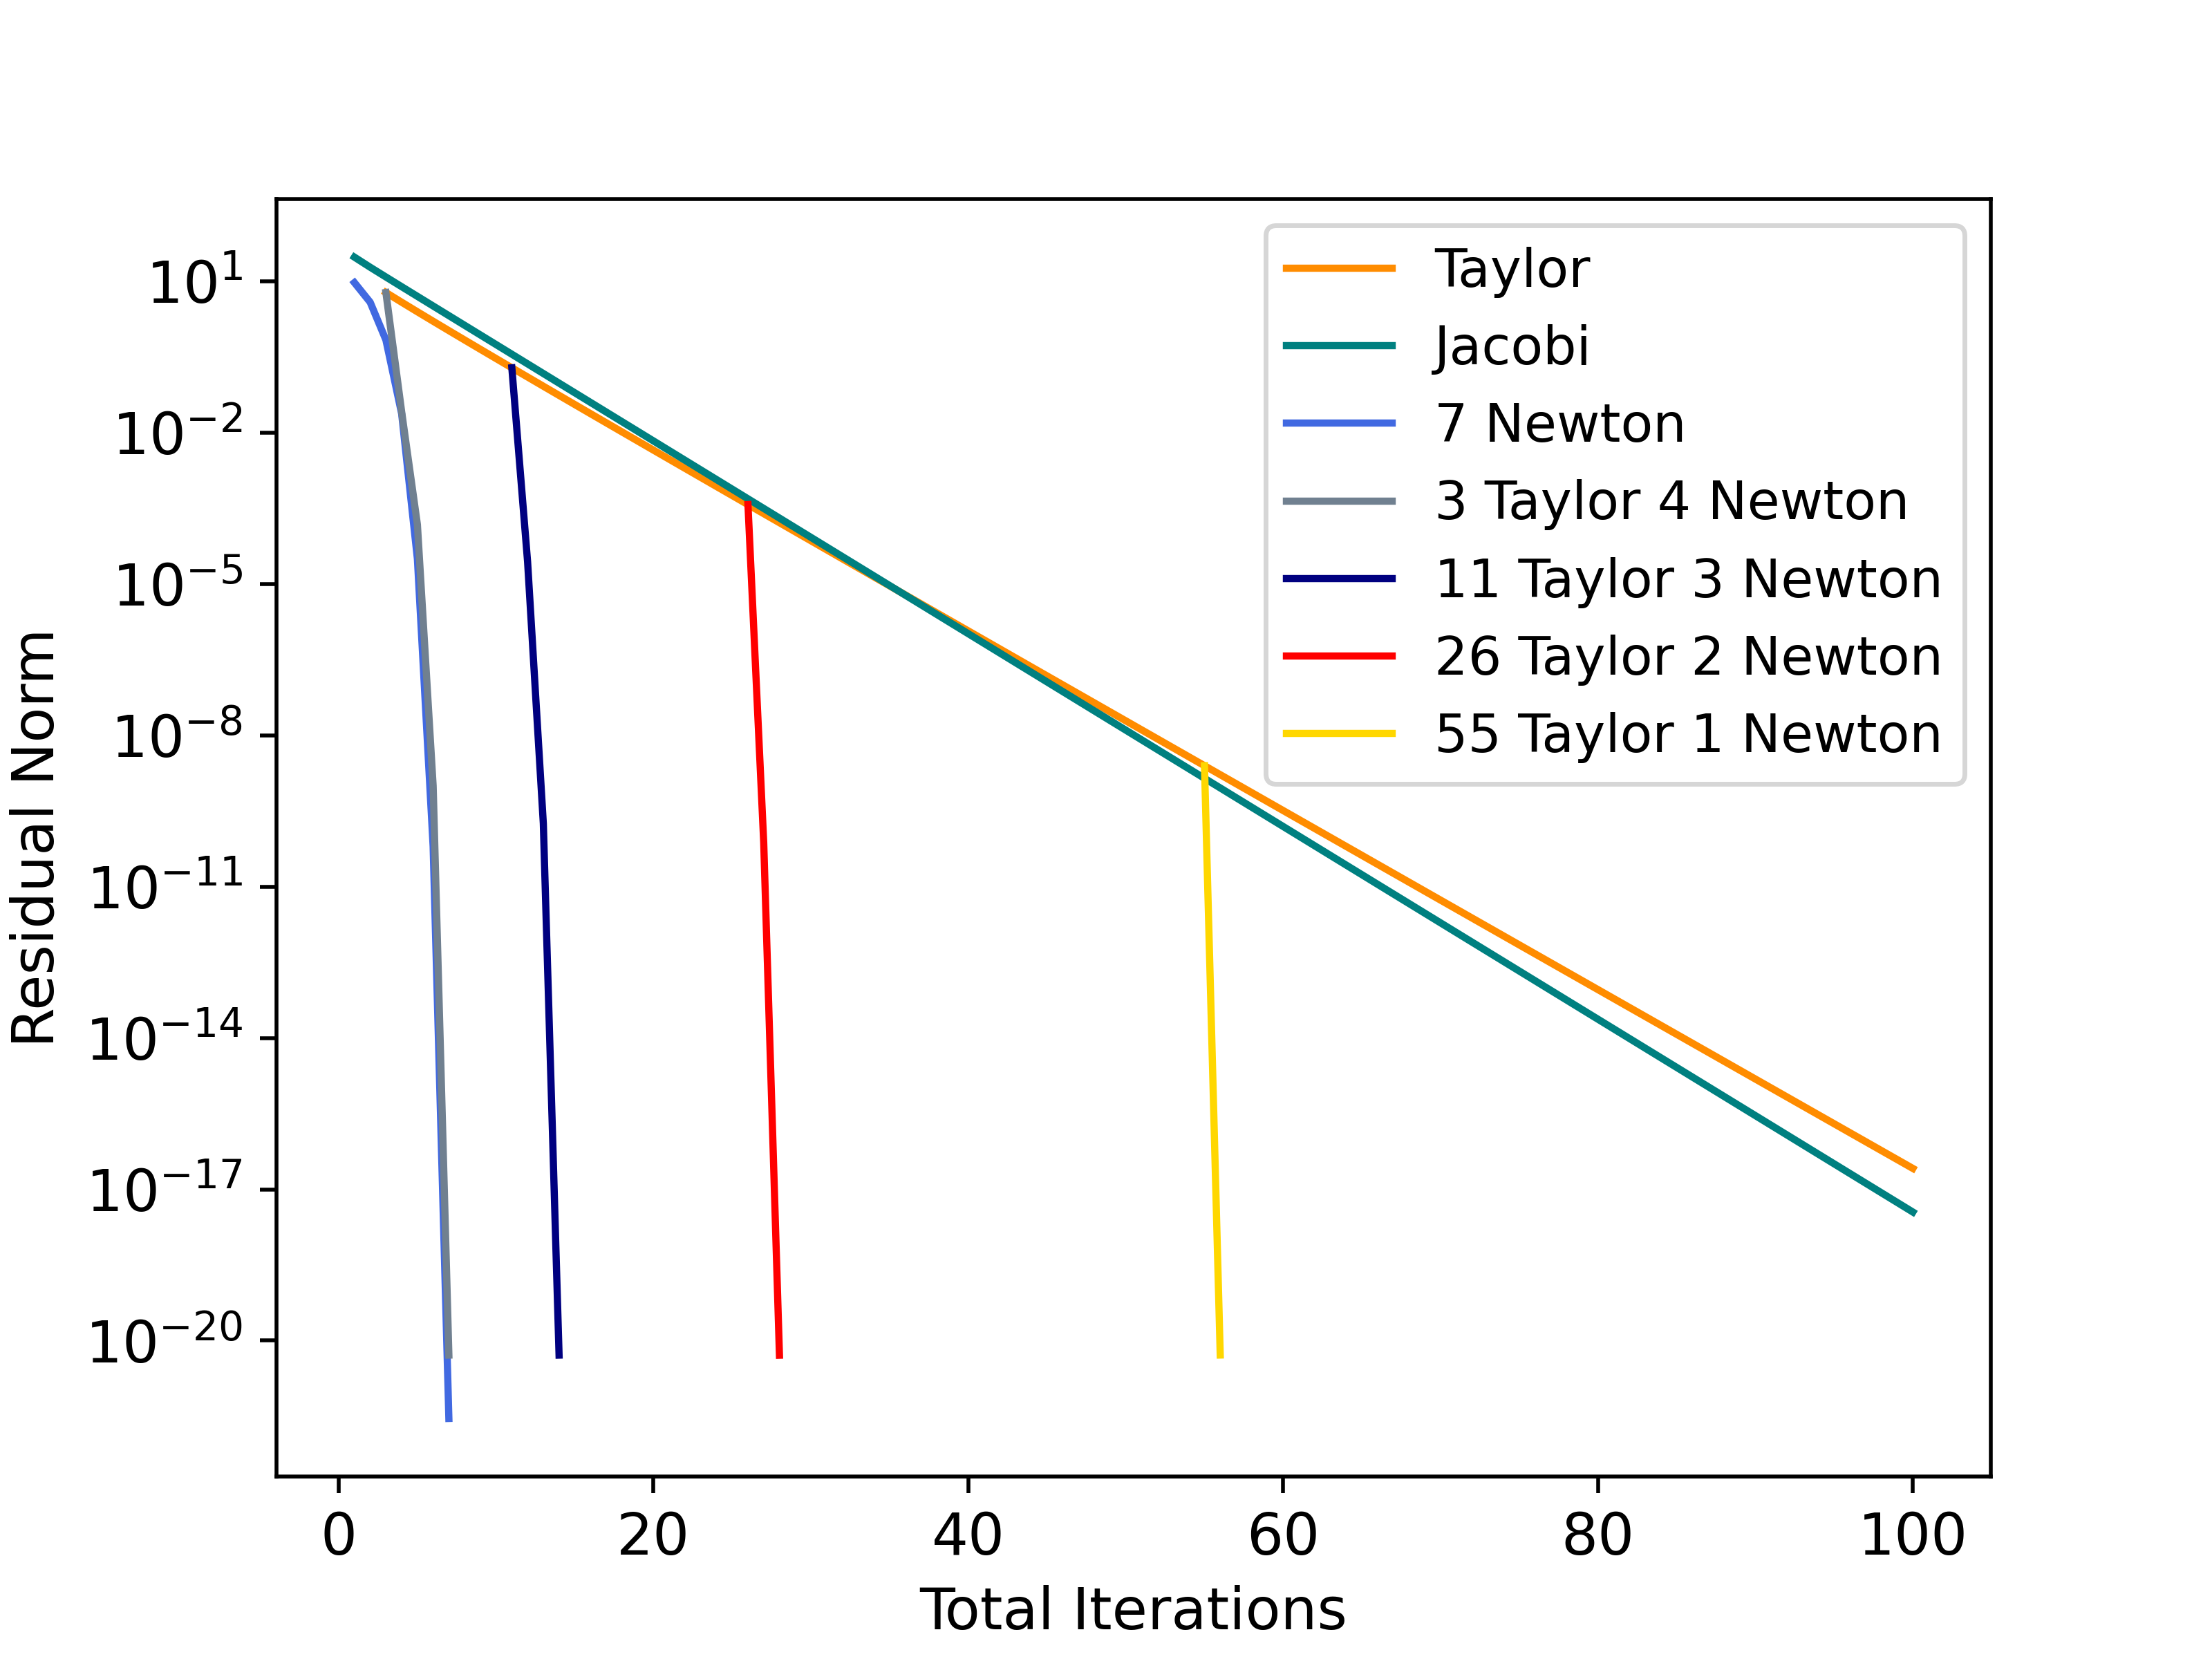 10¹
10⁻²
10⁻⁵
10⁻⁸
10⁻¹¹
10⁻¹⁴
10⁻¹⁷
10⁻²⁰
Residual Norm
Taylor
Jacobi
7 Newton
3 Taylor 4 Newton
11 Taylor 3 Newton
26 Taylor 2 Newton
55 Taylor 1 Newton
0 20 40 60 80 100
Total Iterations